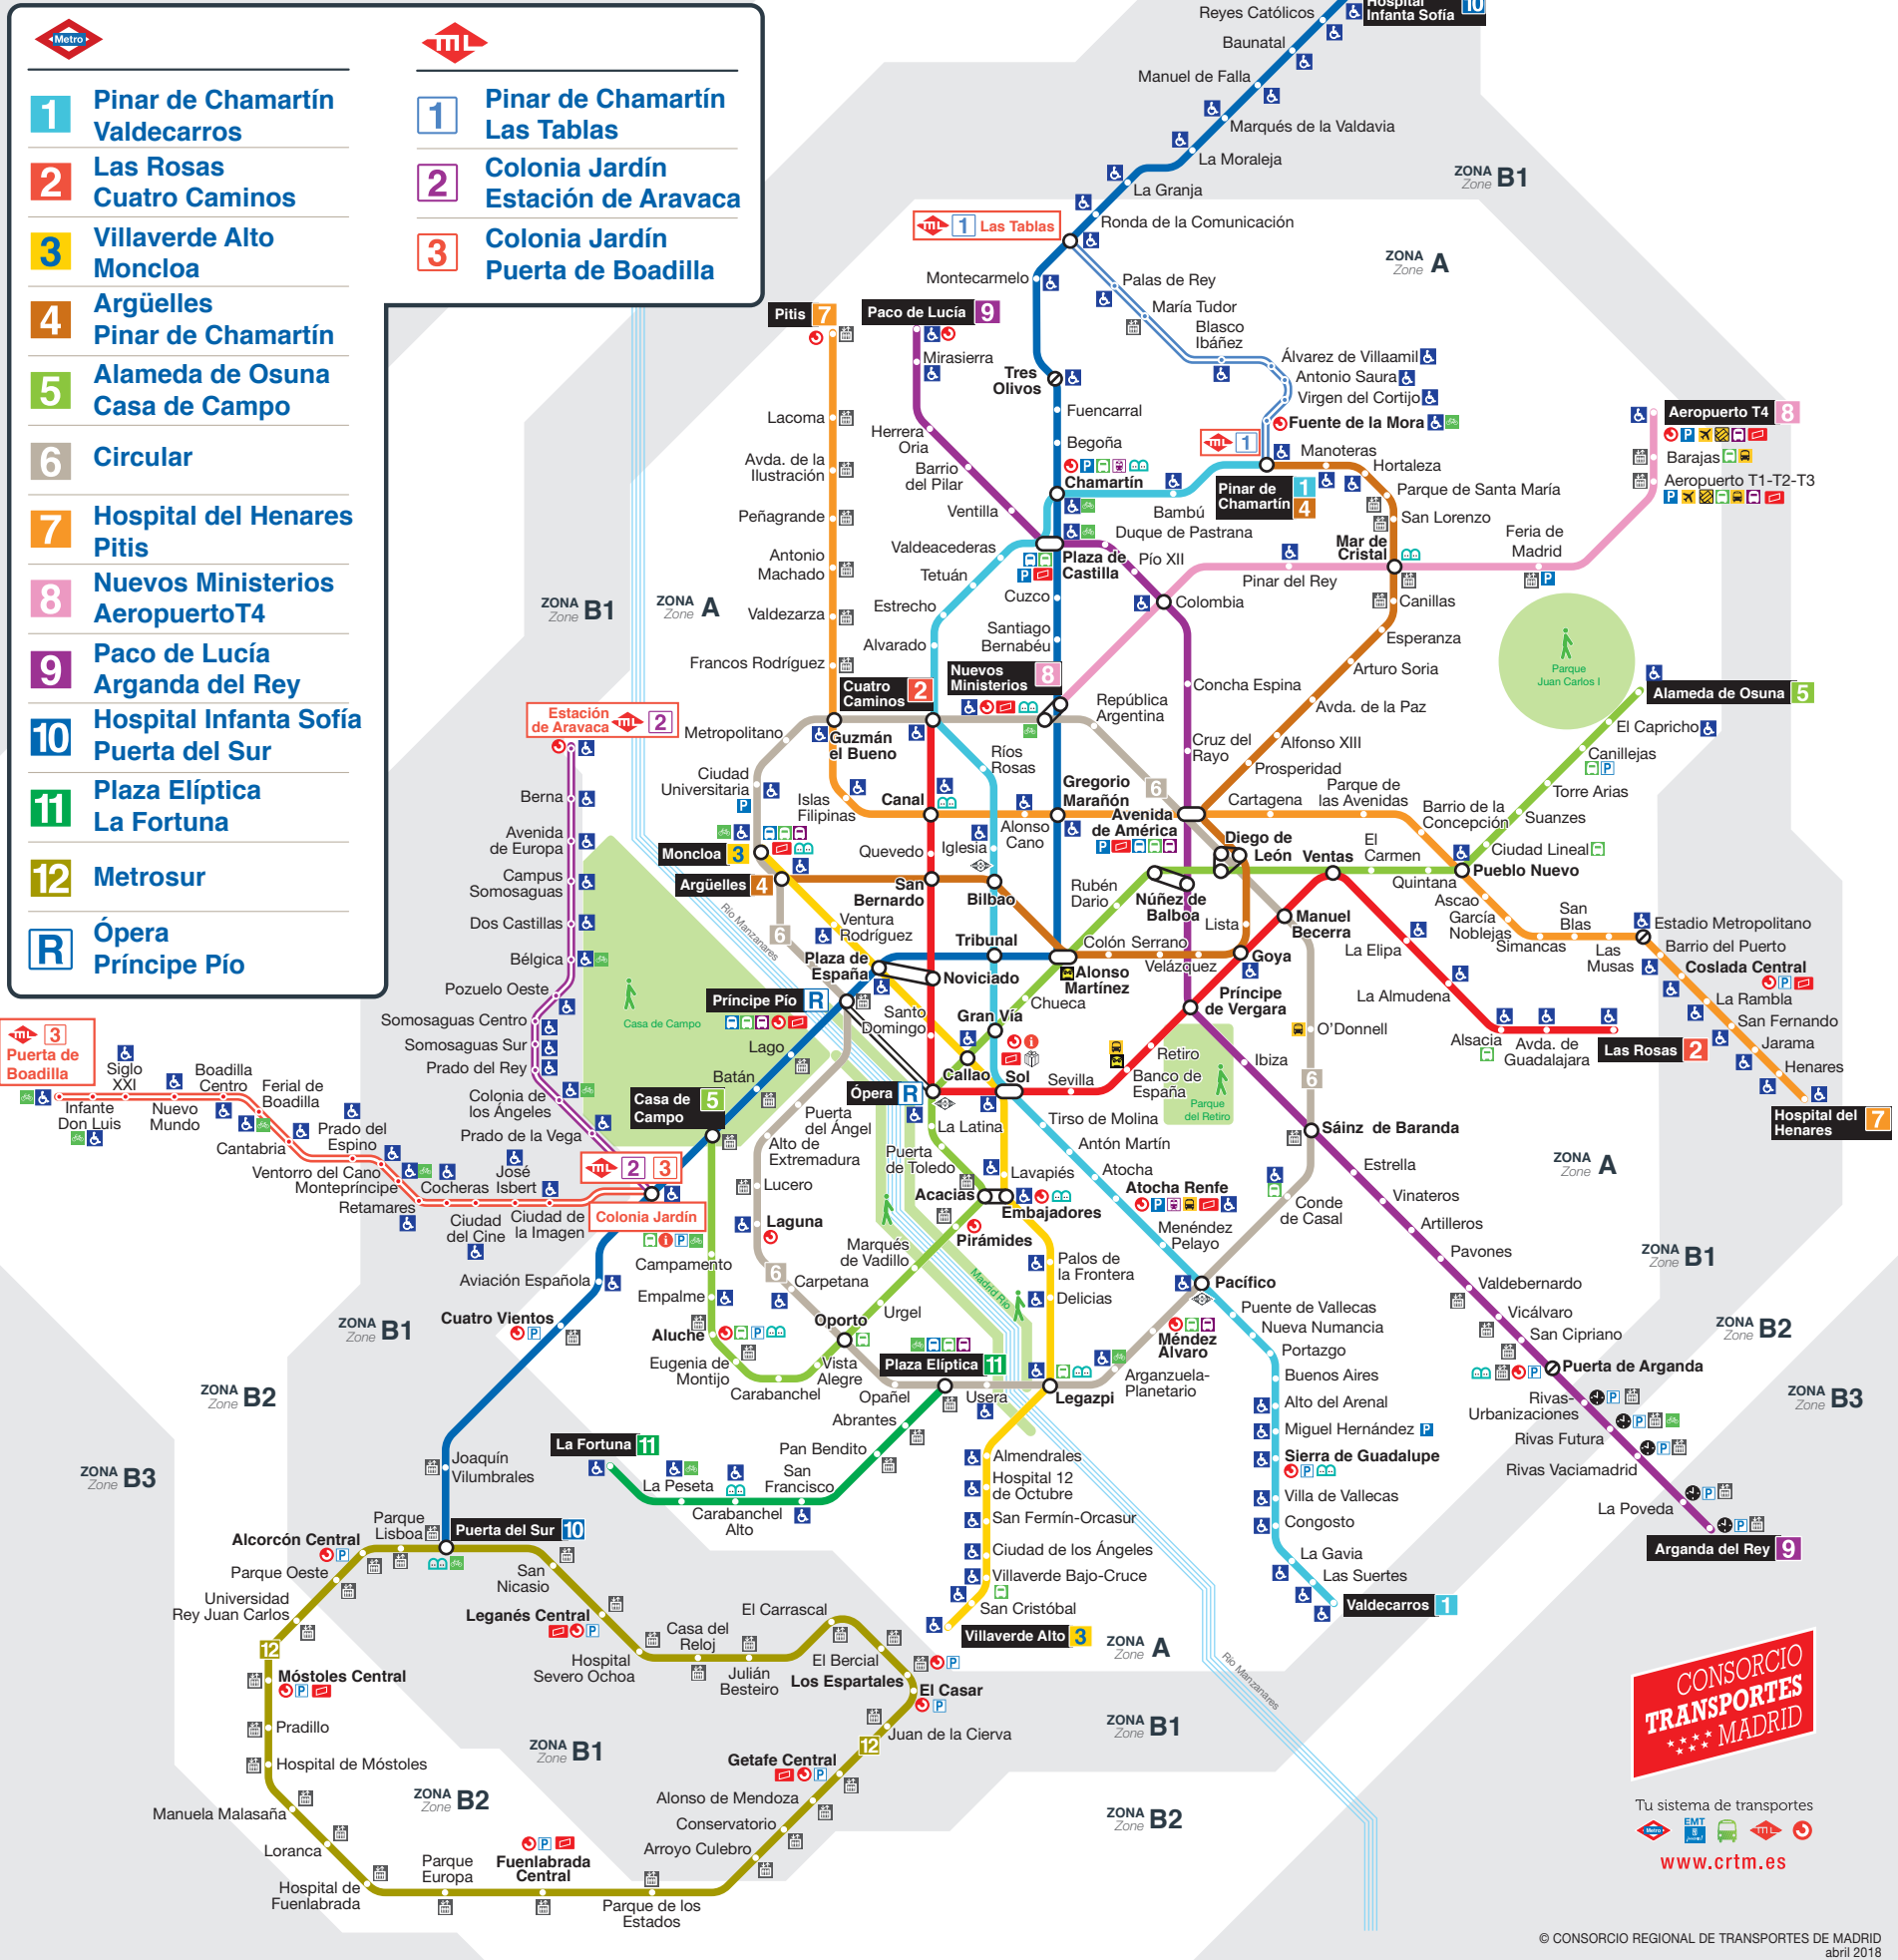 Metro
ML
1 Pinar de Chamartín
Valdecarros
2 Las Rosas
Cuatro Caminos
3 Villaverde Alto
Moncloa
4 Argüelles
Pinar de Chamartín
5 Alameda de Osuna
Casa de Campo
6 Circular
7 Hospital del Henares
Pitis
8 Nuevos Ministerios
AeropuertoT4
9 Paco de Lucía
Arganda del Rey
10 Hospital Infanta Sofía
Puerta del Sur
11 Plaza Elíptica
La Fortuna
12 Metrosur
R Ópera
Príncipe Pío
1 Pinar de Chamartín
Las Tablas
2 Colonia Jardín
Estación de Aravaca
3 Colonia Jardín
Puerta de Boadilla
Hospital
Infanta Sofía 10
Reyes Católicos
Baunatal
Manuel de Falla
Marqués de la Valdavia
La Moraleja
La Granja
Ronda de la Comunicación
ML 1 Las Tablas
Montecarmelo
Palas de Rey
María Tudor
Blasco
Ibáñez
Álvarez de Villaamil
Antonio Saura
Virgen del Cortijo
Fuente de la Mora
ML 1
ZONA
Zone B1
ZONA
Zone A
Pitis 7
Paco de Lucía 9
Mirasierra
Tres
Olivos
Fuencarral
Begoña
Chamartín
Lacoma
Herrera
Oria
Barrio
del Pilar
Avda. de la
Ilustración
Ventilla
Peñagrande
Valdeacederas
Antonio
Machado
Tetuán
Estrecho
Valdezarza
Alvarado
Francos Rodríguez
Plaza de
Castilla
Cuzco
Santiago
Bernabéu
Bambú
Duque de Pastrana
Pío XII
Colombia
Pinar de
Chamartín 1 4
Manoteras
Hortaleza
Parque de Santa María
San Lorenzo
Mar de
Cristal
Pinar del Rey
Canillas
Esperanza
Arturo Soria
Avda. de la Paz
Alfonso XIII
Prosperidad
Feria de
Madrid
Aeropuerto T4 8
Barajas
Aeropuerto T1-T2-T3
Parque
Juan Carlos I
Alameda de Osuna 5
El Capricho
Canillejas
Torre Arias
Suanzes
Ciudad Lineal
Pueblo Nuevo
ZONA
Zone B1
ZONA
Zone A
Cuatro
Caminos 2
Nuevos
Ministerios 8
República
Argentina
Concha Espina
Cruz del
Rayo
Metropolitano
Guzmán
el Bueno
Ríos
Rosas
Ciudad
Universitaria
Islas
Filipinas
Canal
Alonso
Cano
Gregorio
Marañón
6
Avenida
de América
Cartagena
Parque de
las Avenidas
Barrio de la
Concepción
Moncloa 3
Quevedo
Iglesia
Argüelles 4
San
Bernardo
Bilbao
Rubén
Dario
Núñez de
Balboa
Diego de
León
Ventas
El
Carmen
Quintana
Ascao
García
Noblejas
Simancas
San
Blas
Las
Musas
Estadio Metropolitano
Barrio del Puerto
Coslada Central
La Rambla
San Fernando
Jarama
Henares
Hospital del
Henares 7
Estación
de Aravaca ML 2
Berna
Avenida
de Europa
Campus
Somosaguas
Dos Castillas
Bélgica
Pozuelo Oeste
Somosaguas Centro
Somosaguas Sur
Prado del Rey
Colonia de
los Ángeles
Prado de la Vega
Casa de Campo
Río Manzanares
6
Ventura
Rodríguez
Plaza de
España
Tribunal
Noviciado
Colón
Serrano
Velázquez
Lista
Goya
Manuel
Becerra
La Elipa
La Almudena
Alsacia
Avda. de
Guadalajara
Las Rosas 2
Alonso
Martínez
Príncipe Pío R
Santo
Domingo
Chueca
Gran Vía
Príncipe
de Vergara
O'Donnell
Lago
Batán
Callao
Sol
Sevilla
Retiro
Banco de
España
Parque
del Retiro
Ibiza
6
Casa de
Campo 5
Ópera R
La Latina
Tirso de Molina
Antón Martín
Sáinz de Baranda
Puerta
del Ángel
Alto de
Extremadura
Puerta
de Toledo
Lavapiés
Atocha
Atocha Renfe
Estrella
Vinateros
Artilleros
Pavones
Valdebernardo
Vicálvaro
San Cipriano
Puerta de Arganda
Rivas-
Urbanizaciones
Rivas Futura
Rivas Vaciamadrid
La Poveda
Arganda del Rey 9
ML 3
Puerta de
Boadilla
Infante
Don Luis
Siglo
XXI
Nuevo
Mundo
Boadilla
Centro
Ferial de
Boadilla
Cantabria
Prado del
Espino
Ventorro del Cano
Montepríncipe
Retamares
Cocheras
Ciudad
del Cine
José
Isbert
Ciudad de
la Imagen
ML 2 3
Colonia Jardín
Lucero
Laguna
Acacias
Embajadores
Pirámides
Marqués
de Vadillo
Madrid Río
Palos de
la Frontera
Delicias
Menéndez
Pelayo
Conde
de Casal
Pacífico
Méndez
Álvaro
Arganzuela-
Planetario
Campamento
Empalme
Aluche
Eugenia de
Montijo
Carabanchel
Vista
Alegre
6
Carpetana
Urgel
Oporto
Opañel
Plaza Elíptica 11
Usera
Legazpi
Abrantes
Pan Bendito
San
Francisco
Carabanchel
Alto
La Peseta
La Fortuna 11
Aviación Española
Cuatro Vientos
Joaquín
Vilumbrales
Puerta del Sur 10
Puente de Vallecas
Nueva Numancia
Portazgo
Buenos Aires
Alto del Arenal
Miguel Hernández
Sierra de Guadalupe
Villa de Vallecas
Congosto
La Gavia
Las Suertes
Valdecarros 1
Almendrales
Hospital 12
de Octubre
San Fermín-Orcasur
Ciudad de los Ángeles
Villaverde Bajo-Cruce
San Cristóbal
Villaverde Alto 3
ZONA
Zone A
ZONA
Zone B1
ZONA
Zone B2
ZONA
Zone B3
ZONA
Zone B1
ZONA
Zone B2
ZONA
Zone B3
Parque
Lisboa
Alcorcón Central
Parque Oeste
Universidad
Rey Juan Carlos
12
Móstoles Central
Pradillo
Hospital de Móstoles
Manuela Malasaña
Loranca
Hospital de
Fuenlabrada
Parque
Europa
Fuenlabrada
Central
Parque de los
Estados
Arroyo Culebro
Conservatorio
Alonso de Mendoza
Getafe Central
12
Juan de la Cierva
El Casar
Los Espartales
El Bercial
El Carrascal
Julián
Besteiro
Casa del
Reloj
Hospital
Severo Ochoa
Leganés Central
San
Nicasio
ZONA
Zone B1
ZONA
Zone B2
ZONA
Zone A
ZONA
Zone B1
ZONA
Zone B2
Río Manzanares
CONSORCIO
TRANSPORTES
MADRID
Tu sistema de transportes
Metro
EMT
ML
www.crtm.es
© CONSORCIO REGIONAL DE TRANSPORTES DE MADRID
abril 2018